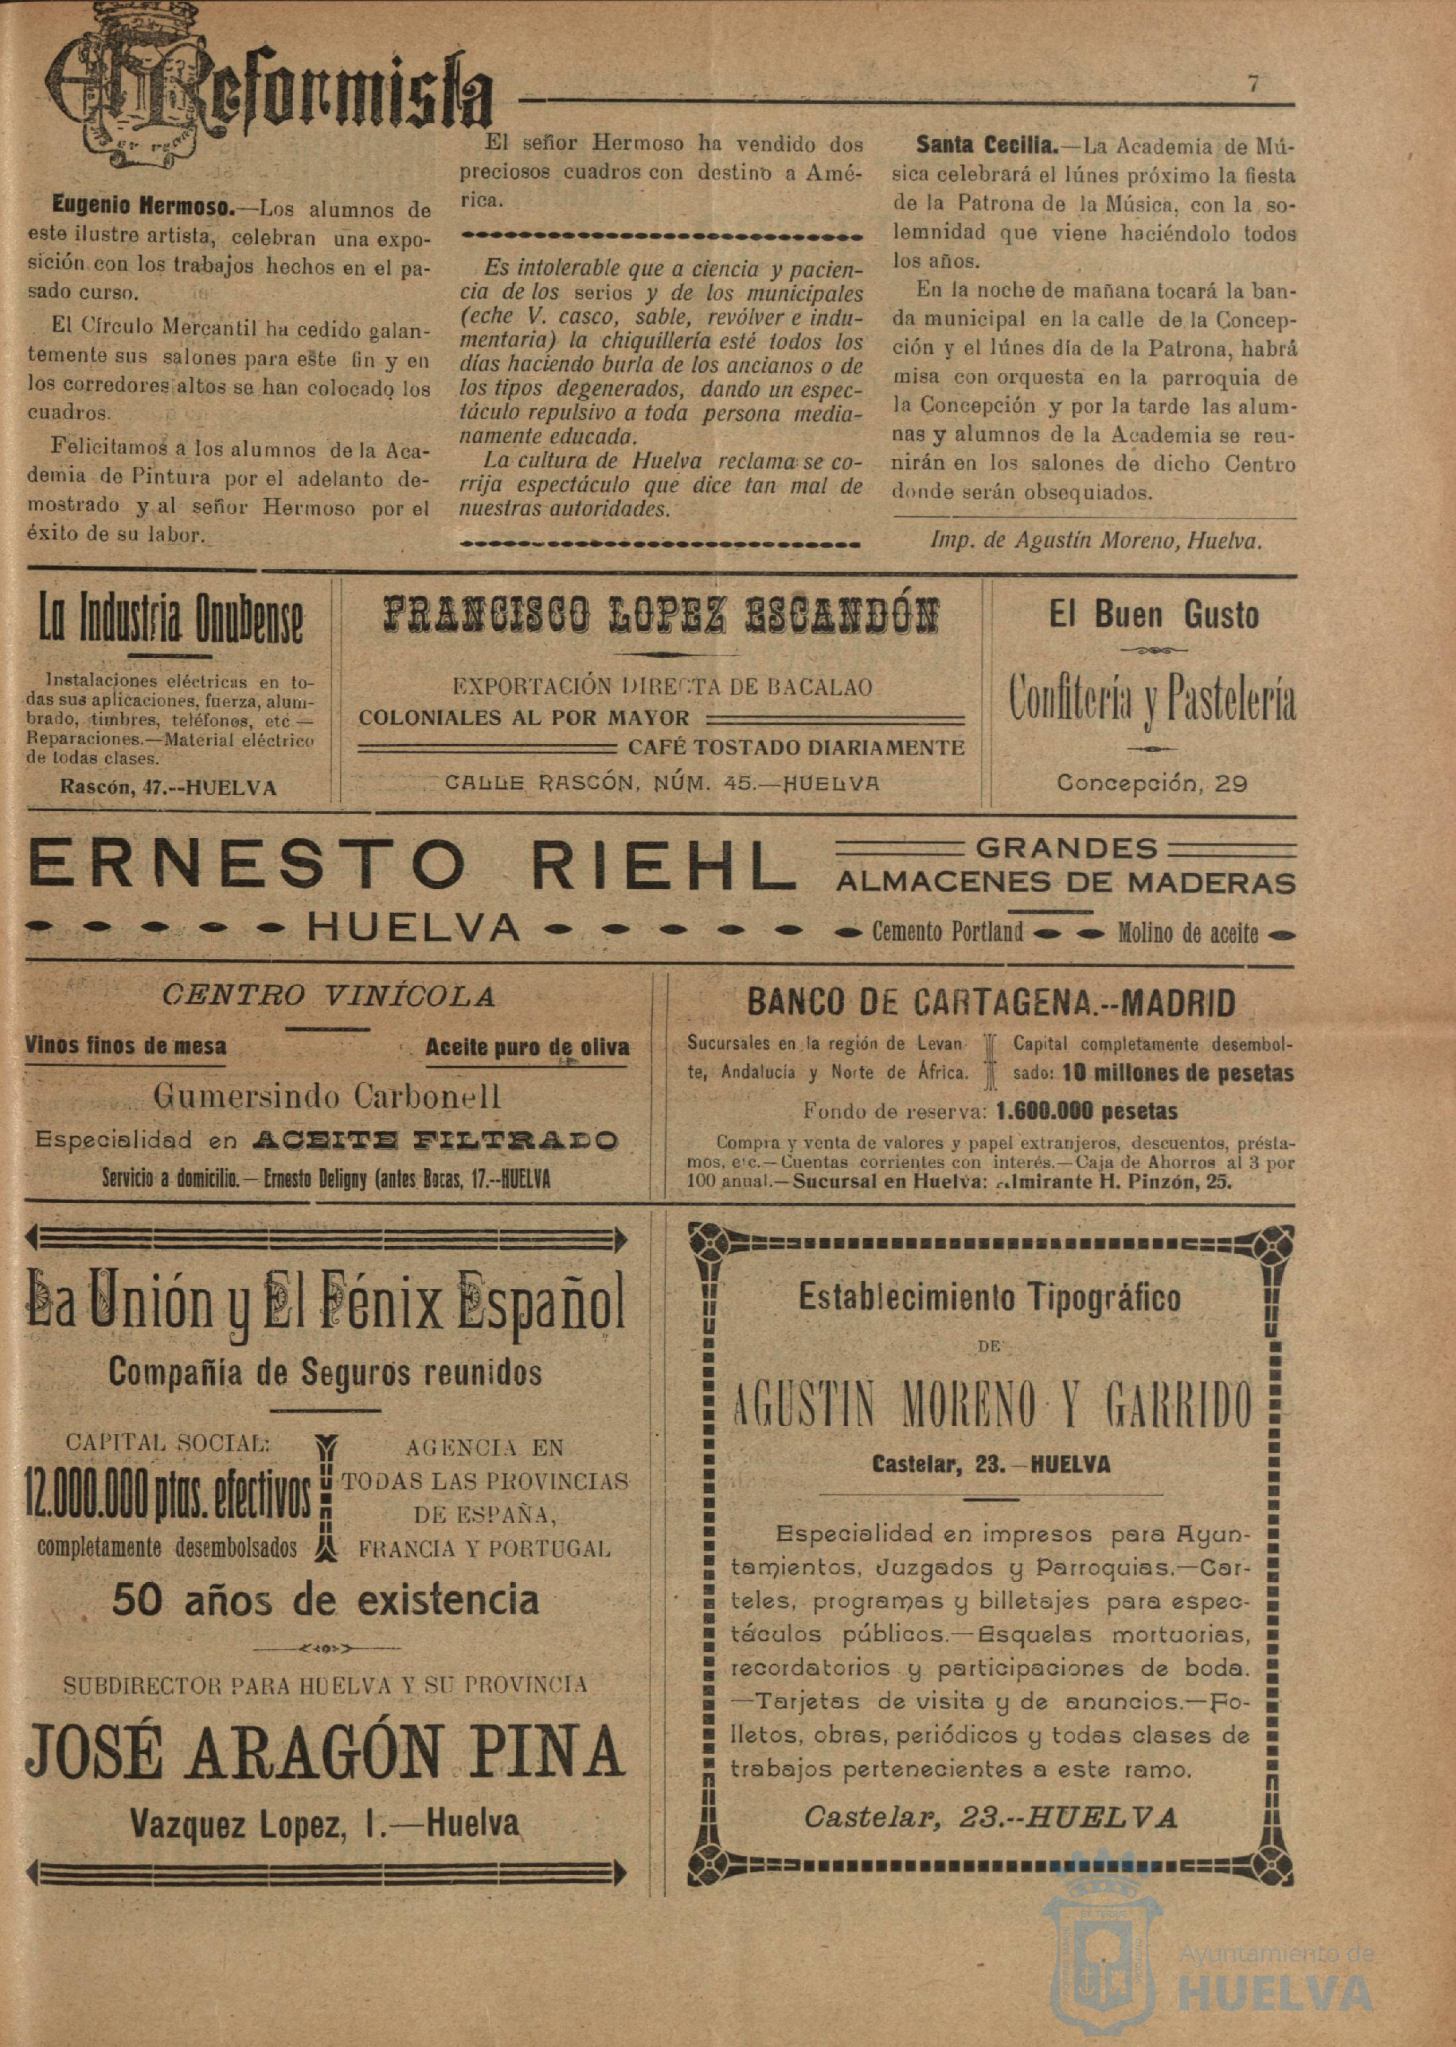 El Reformista
7
Eugenio Hermoso.—Los alumnos de
este ilustre artista, celebran una expo-
sición con los trabajos hechos en el pa-
sado curso.
El Círculo Mercantil ha cedido galan-
temente sus salones para este fin y en
los corredores altos se han colocado los
cuadros.
Felicitamos a los alumnos de la Aca-
demia de Pintura por el adelanto de-
mostrado y al señor Hermoso por el
éxito de su labor.
El señor Hermoso ha vendido dos
preciosos cuadros con destino a Amé-
rica.
Es intolerable que a ciencia y pacien-
cia de los serios y de los municipales
(eche V. casco, sable, revólver e indu-
mentaria) la chiquillería esté todos los
días haciendo burla de los ancianos o de
los tipos degenerados, dando un espec-
táculo repulsivo a toda persona media-
namente educada.
La cultura de Huelva reclama se co-
rrija espectáculo que dice tan mal de
nuestras autoridades.
Santa Cecilia.—La Academia de Mú-
sica celebrará el lúnes próximo la fiesta
de la Patrona de la Música, con la so-
lemnidad que viene haciéndolo todos
los años.
En la noche de mañana tocará la ban-
da municipal en la calle de la Concep-
ción y el lúnes día de la Patrona, habrá
misa con orquesta en la parroquia de
la Concepción y por la tarde las alum-
nas y alumnos de la Academia se reu-
nirán en los salones de dicho Centro
donde serán obsequiados.
Imp. de Agustín Moreno, Huelva.
La Industria Onubense
Instalaciones eléctricas en to-
das sus aplicaciones, fuerza, alum-
brado, timbres, teléfonos, etc —
Reparaciones.—Material eléctrico
de todas clases.
Rascón, 47.--HUELVA
FRANCISCO LOPEZ ESCANDÓN
EXPORTACIÓN DIRECTA DE BACALAO
COLONIALES AL POR MAYOR
CAFÉ TOSTADO DIARIAMENTE
CALLE RASCÓN, NÚM. 45.—HUELVA
El Buen Gusto
Confitería y Pastelería
Concepción, 29
ERNESTO RIEHL
HUELVA
GRANDES
ALMACENES DE MADERAS
Cemento Portland
Molino de aceite
CENTRO VINÍCOLA
Vinos finos de mesa
Aceite puro de oliva
Gumersindo Carbonell
Especialidad en ACEITE FILTRADO
Servicio a domicilio.— Ernesto Deligny (antes Bocas, 17.--HUELVA
BANCO DE CARTAGENA.--MADRID
Sucursales en la región de Levan
te, Andalucía y Norte de África.
Capital completamente desembol-
sado: 10 millones de pesetas
Fondo de reserva: 1.600.000 pesetas
Compra y venta de valores y papel extranjeros, descuentos, présta-
mos, etc.—Cuentas corrientes con interés.—Caja de Ahorros al 3 por
100 anual.—Sucursal en Huelva: Almirante H. Pinzón, 25.
La Unión y El Fénix Español
Compañía de Seguros reunidos
CAPITAL SOCIAL:
12.000.000 ptas. efectivos
completamente desembolsados
AGENCIA EN
TODAS LAS PROVINCIAS
DE ESPAÑA,
FRANCIA Y PORTUGAL
50 años de existencia
SUBDIRECTOR PARA HUELVA Y SU PROVINCIA
JOSÉ ARAGÓN PINA
Vazquez Lopez, 1.—Huelva
Establecimiento Tipográfico
DE
AGUSTIN MORENO Y GARRIDO
Castelar, 23.—HUELVA
Especialidad en impresos para Ayun-
tamientos, Juzgados y Parroquias.—Car-
teles, programas y billetajes para espec-
táculos públicos.—Esquelas mortuorias,
recordatorios y participaciones de boda.
—Tarjetas de visita y de anuncios.—Fo-
lletos, obras, periódicos y todas clases de
trabajos pertenecientes a este ramo.
Castelar, 23.--HUELVA
Ayuntamiento de
HUELVA